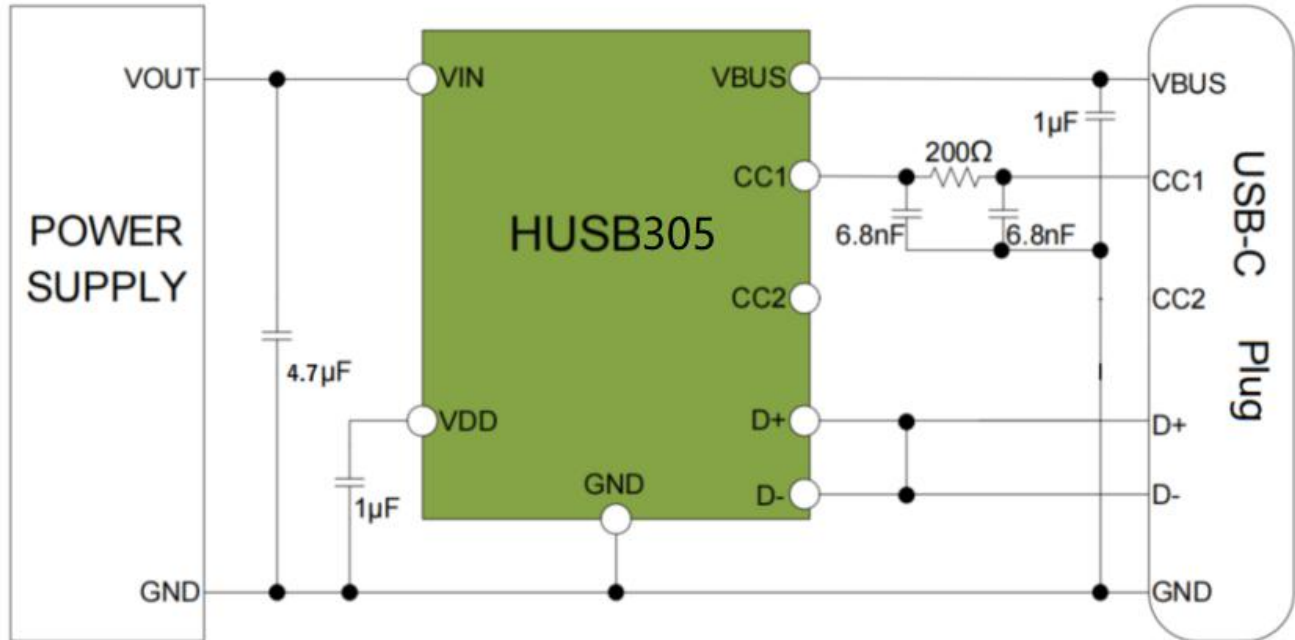 POWER
SUPPLY
VOUT
GND
4.7µF
1µF
HUSB305
VIN
VDD
GND
VBUS
CC1
CC2
D+
D-
200Ω
6.8nF
6.8nF
1µF
VBUS
CC1
CC2
D+
D-
GND
USB-C Plug